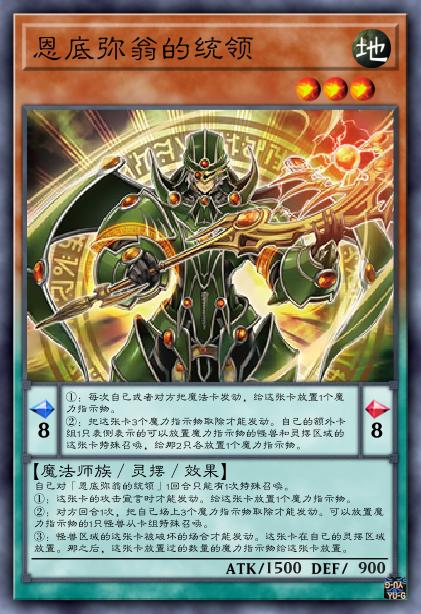 恩底弥翁的统领
地
①：每次自己或者对方把魔法卡发动，给这张卡放置1个魔
力指示物。
②：把这张卡3个魔力指示物取除才能发动。自己的额外卡
组1只表侧表示的可以放置魔力指示物的怪兽和灵摆区域的
这张卡特殊召唤，给那2只各放置1个魔力指示物。
8
8
【魔法师族/灵摆/效果】
自己对「恩底弥翁的统领」1回合只能有1次特殊召唤。
①：这张卡的攻击宣言时才能发动。给这张卡放置1个魔力指示物。
②：对方回合1次，把自己场上3个魔力指示物取除才能发动。可以放置魔
力指示物的1只怪兽从卡组特殊召唤。
③：怪兽区域的这张卡被破坏的场合才能发动。这张卡在自己的灵摆区域
放置。那之后，这张卡放置过的数量的魔力指示物给这张卡放置。
ATK/1500 DEF/ 900